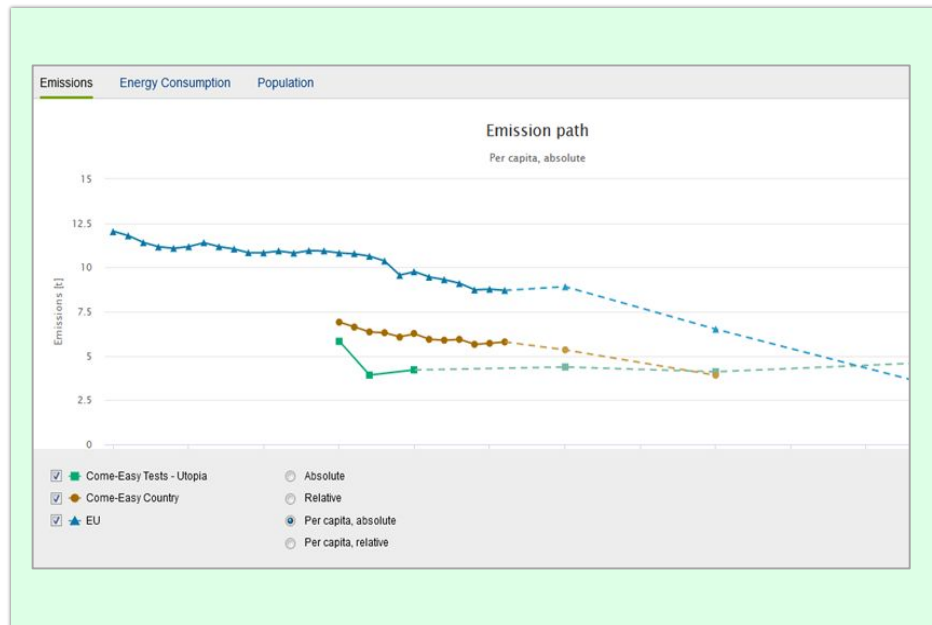 Emissions Energy Consumption Population
Emission path
Per capita, absolute
15
12.5
10
7.5
5
2.5
0
Emissions [t]
Come-Easy Tests - Utopia
Come-Easy Country
EU
Absolute
Relative
Per capita, absolute
Per capita, relative